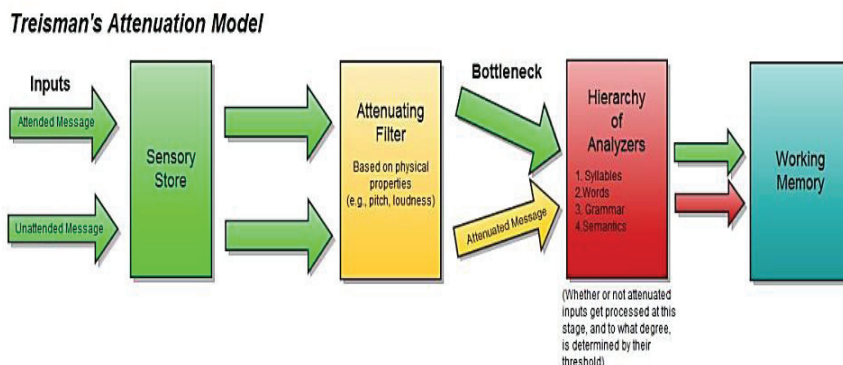 Treisman's Attenuation Model
Inputs
Attended Message
Unattended Message
Sensory
Store
Attenuating
Filter
Based on physical
properties
(e.g., pitch, loudness)
Bottleneck
Attenuated Message
Hierarchy
of
Analyzers
1. Syllables
2.Words
3. Grammar
4.Semantics
(Whether or not attenuated
inputs get processed at this
stage, and to what degree,
is determined by their
threshold)
Working
Memory